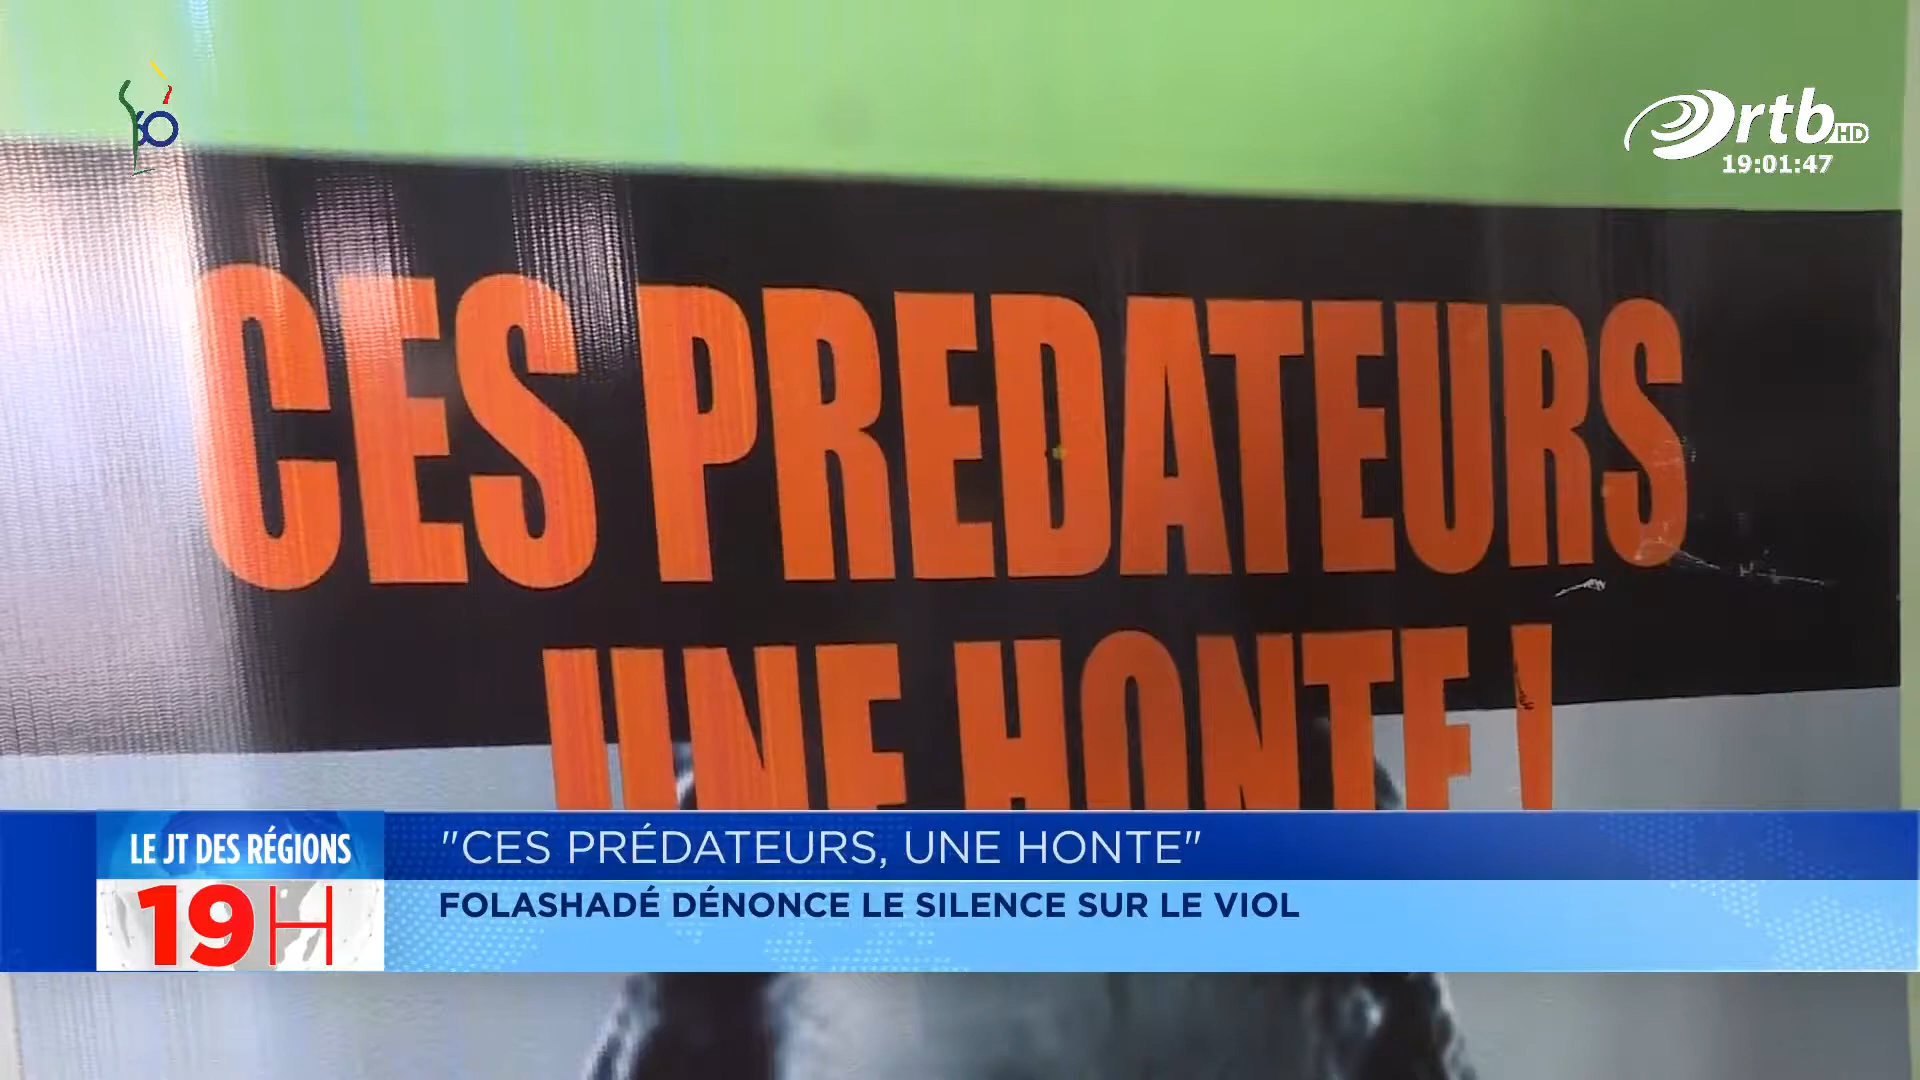 60
rtb HD
19:01:47
CES PREDATEURS
UNE HONTE !
LE JT DES RÉGIONS
19H
"CES PRÉDATEURS, UNE HONTE"
FOLASHADÉ DÉNONCE LE SILENCE SUR LE VIOL